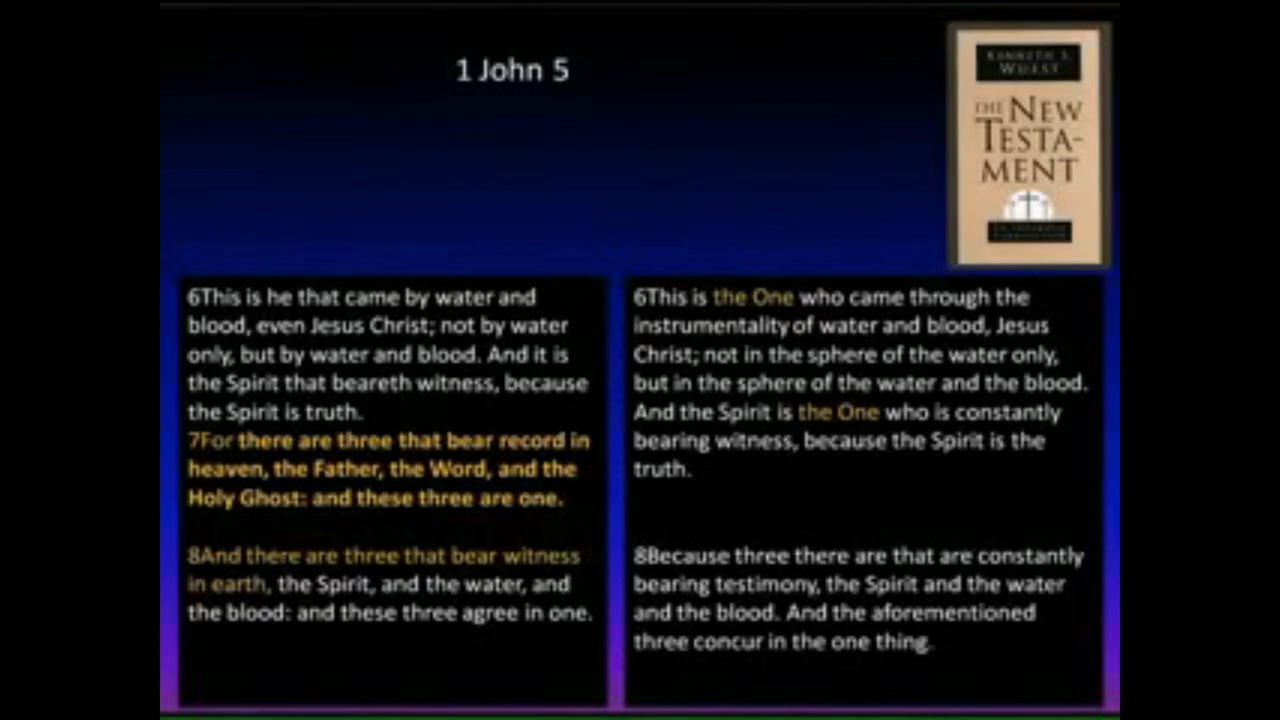 1 John 5
KENNETH S.
WUEST
THE NEW
TESTA-
MENT
6This is he that came by water and
blood, even Jesus Christ; not by water
only, but by water and blood. And it is
the Spirit that beareth witness, because
the Spirit is truth.
7For there are three that bear record in
heaven, the Father, the Word, and the
Holy Ghost: and these three are one.
8And there are three that bear witness
in earth, the Spirit, and the water, and
the blood: and these three agree in one.
6This is the One who came through the
instrumentality of water and blood, Jesus
Christ; not in the sphere of the water only,
but in the sphere of the water and the blood.
And the Spirit is the One who is constantly
bearing witness, because the Spirit is the
truth.
8Because three there are that are constantly
bearing testimony, the Spirit and the water
and the blood. And the aforementioned
three concur in the one thing.